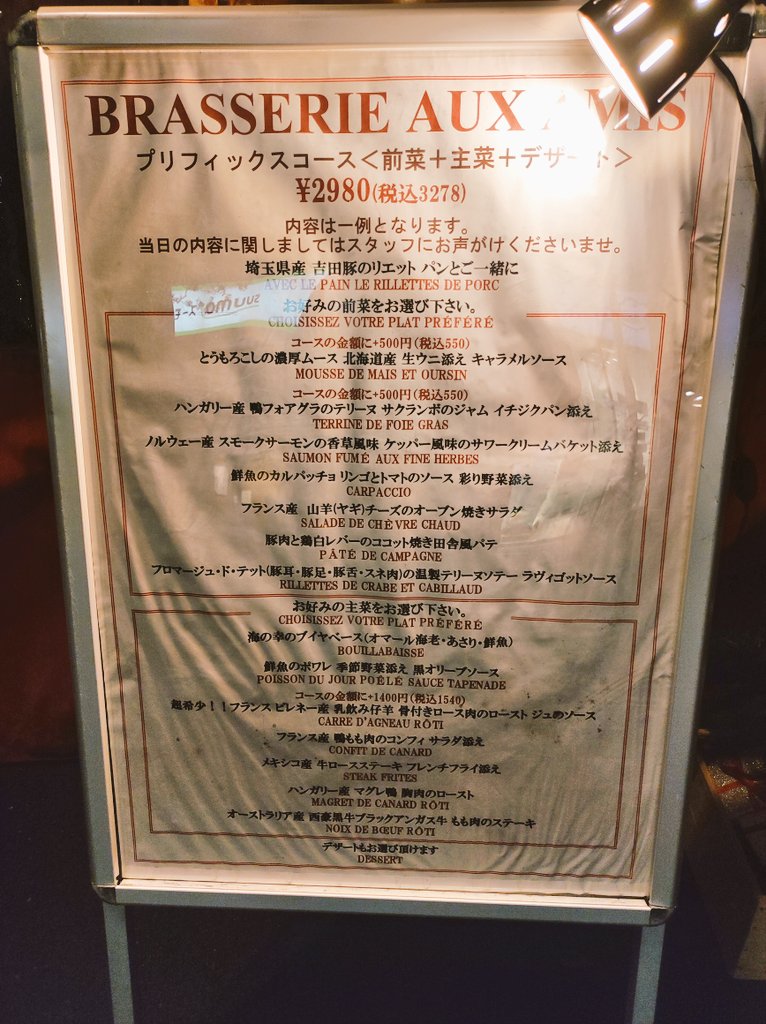 BRASSERIE AUX AMIS
プリフィックスコース＜前菜＋主菜＋デザート＞
¥2980(税込3278)
内容は一例となります。
当日の内容に関しましてはスタッフにお声がけくださいませ。
埼玉県産 吉田豚のリエット パンとご一緒に
AVEC LE PAIN LE RILLETTES DE PORC
お好みの前菜をお選び下さい。
CHOISISSEZ VOTRE PLAT PRÉFÉRÉ
コースの金額に+500円(税込550)
とうもろこしの濃厚ムース 北海道産 生ウニ添え キャラメルソース
MOUSSE DE MAIS ET OURSIN
コースの金額に+500円(税込550)
ハンガリー産 鴨フォアグラのテリーヌ サクランボのジャム イチジクパン添え
TERRINE DE FOIE GRAS
ノルウェー産 スモークサーモンの香草風味 ケッパー風味のサワークリームバケット添え
SAUMON FUMÉ AUX FINE HERBES
鮮魚のカルパッチョ リンゴとトマトのソース 彩り野菜添え
CARPACCIO
フランス産 山羊(ヤギ)チーズのオーブン焼きサラダ
SALADE DE CHÈVRE CHAUD
豚肉と鶏白レバーのココット焼き田舎風パテ
PÂTÉ DE CAMPAGNE
フロマージュ・ド・テット(豚耳・豚足・豚舌・スネ肉)の温製テリーヌソテー ラヴィゴットソース
RILLETTES DE CRABE ET CABILLAUD
お好みの主菜をお選び下さい。
CHOISISSEZ VOTRE PLAT PRÉFÉRÉ
海の幸のブイヤベース(オマール海老・あさり・鮮魚)
BOUILLABAISSE
鮮魚のポワレ 季節野菜添え 黒オリーブソース
POISSON DU JOUR POÊLÉ SAUCE TAPENADE
コースの金額に+1400円(税込1540)
超希少！！フランス ピレネー産 乳飲み仔羊 骨付きロース肉のロースト ジュのソース
CARRE D'AGNEAU RÔTI
フランス産 鴨もも肉のコンフィ サラダ添え
CONFIT DE CANARD
メキシコ産 牛ロースステーキ フレンチフライ添え
STEAK FRITES
ハンガリー産 マグレ鴨 胸肉のロースト
MAGRET DE CANARD RÔTI
オーストラリア産 西豪黒牛ブラックアンガス牛 もも肉のステーキ
NOIX DE BŒUF RÔTI
デザートもお選び頂けます
DESSERT